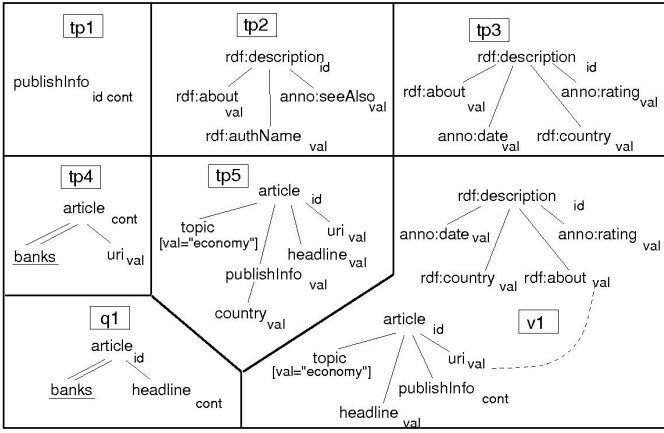 tp1
publishInfo id cont
tp2
rdf:description id
rdf:about val anno:seeAlso val
rdf:authName val
tp3
rdf:description id
rdf:about val anno:rating val
anno:date val rdf:country val
tp4
article cont
banks uri val
tp5
article id
topic uri val
[val="economy"] headline val
publishInfo val
country val
q1
article id
banks headline cont
rdf:description id
anno:date val anno:rating val
rdf:country val rdf:about val
v1
article id
topic uri val
[val="economy"]
publishInfo cont
headline val